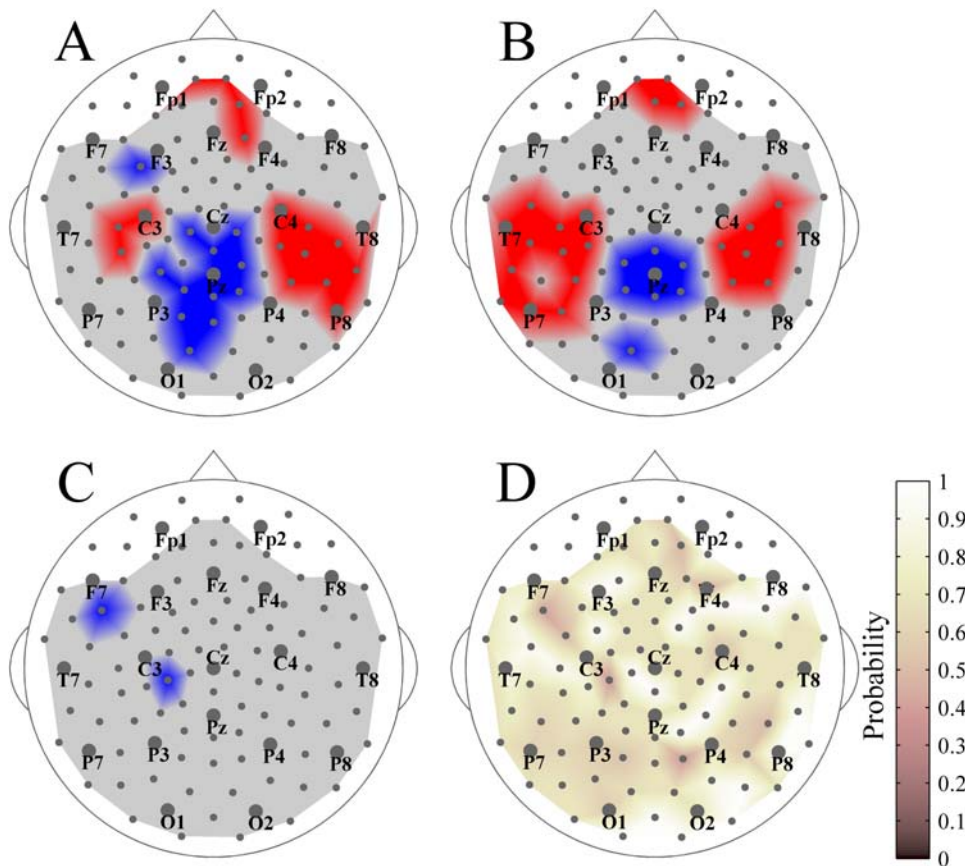 A
B
Fp1 Fp2
Fp1 Fp2
F7 F3 Fz F4 F8
F7 F3 Fz F4 F8
T7 C3 Cz C4 T8
T7 C3 Cz C4 T8
P7 P3 Pz P4 P8
P7 P3 Pz P4 P8
O1 O2
O1 O2
C
D
Fp1 Fp2
Fp1 Fp2
F7 F3 Fz F4 F8
F7 F3 Fz F4 F8
T7 C3 Cz C4 T8
T7 C3 Cz C4 T8
P7 P3 Pz P4 P8
P7 P3 Pz P4 P8
O1 O2
O1 O2
Probability
1
0.9
0.8
0.7
0.6
0.5
0.4
0.3
0.2
0.1
0